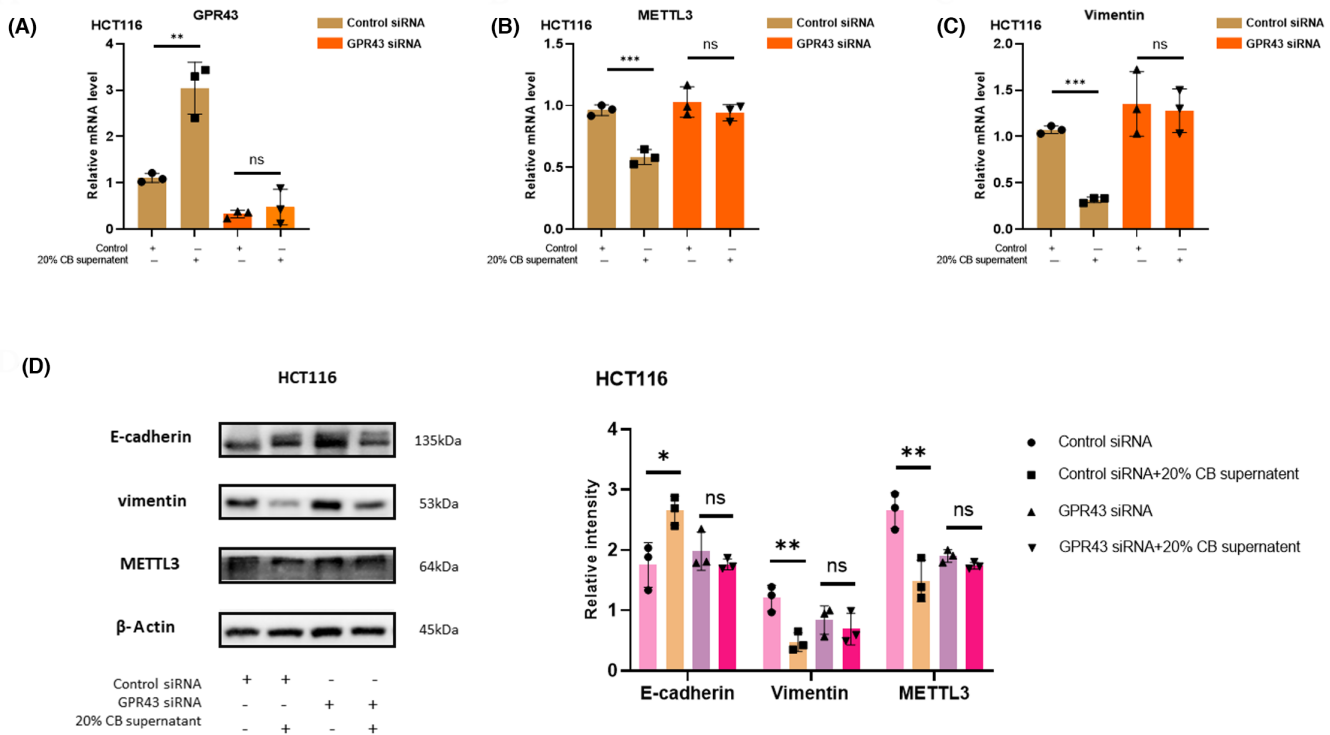 (A)
GPR43
HCT116
Control siRNA
GPR43 siRNA
**
ns
Relative mRNA level
4
3
2
1
0
Control + — + —
20% CB supernatent — + — +
(B)
METTL3
HCT116
Control siRNA
GPR43 siRNA
***
ns
Relative mRNA level
1.5
1.0
0.5
0.0
Control + — + —
20% CB supernatent — + — +
(C)
Vimentin
HCT116
Control siRNA
GPR43 siRNA
***
ns
Relative mRNA level
2.0
1.5
1.0
0.5
0.0
Control + — + —
20% CB supernatent — + — +
(D)
HCT116
E-cadherin 135kDa
vimentin 53kDa
METTL3 64kDa
β-Actin 45kDa
Control siRNA + + - -
GPR43 siRNA - - + +
20% CB supernatant - + - +
HCT116
Relative intensity
4
3
2
1
0
* ns
** ns
** ns
E-cadherin Vimentin METTL3
Control siRNA
Control siRNA+20% CB supernatent
GPR43 siRNA
GPR43 siRNA+20% CB supernatent